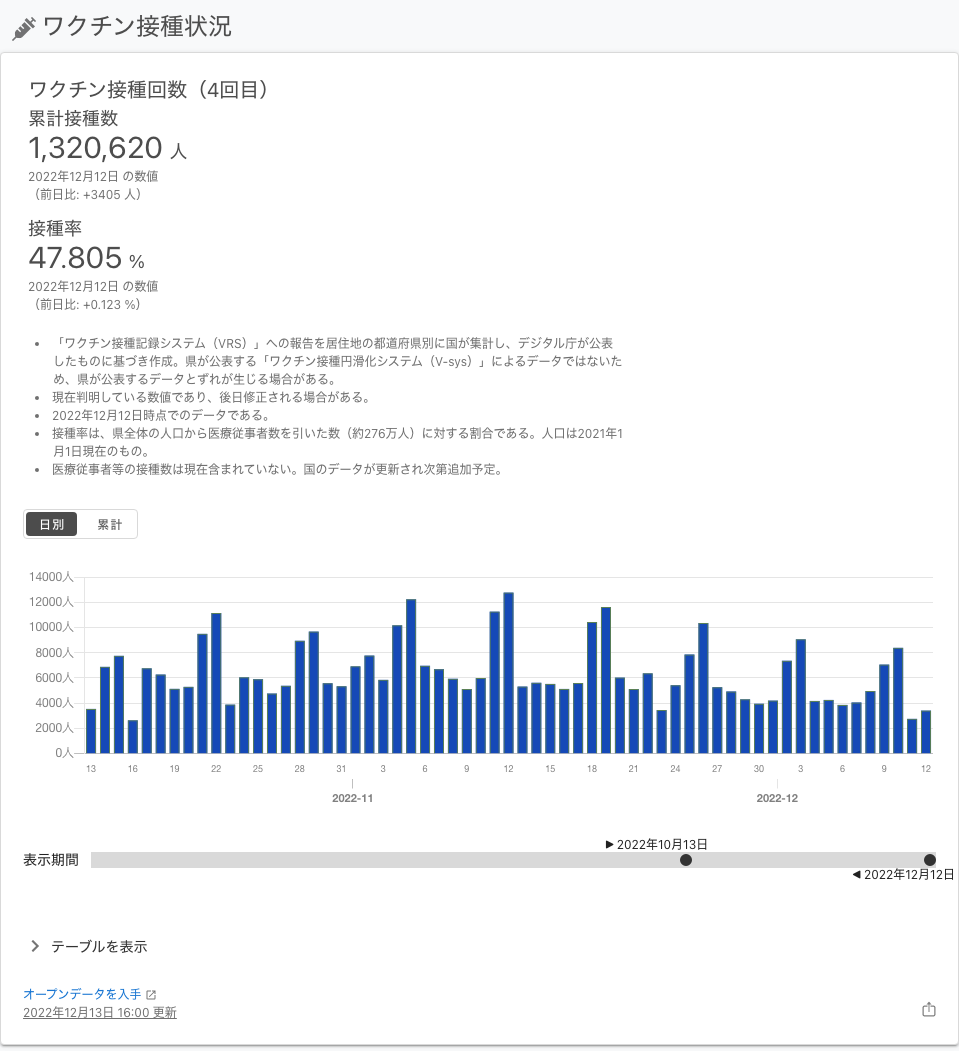 ワクチン接種状況
ワクチン接種回数（4回目）
累計接種数
1,320,620 人
2022年12月12日 の数値
（前日比: +3405 人）
接種率
47.805 %
2022年12月12日 の数値
（前日比: +0.123 %）
• 「ワクチン接種記録システム（VRS）」への報告を居住地の都道府県別に国が集計し、デジタル庁が公表
したものに基づき作成。県が公表する「ワクチン接種円滑化システム（V-sys）」によるデータではないた
め、県が公表するデータとずれが生じる場合がある。
• 現在判明している数値であり、後日修正される場合がある。
• 2022年12月12日時点でのデータである。
• 接種率は、県全体の人口から医療従事者数を引いた数（約276万人）に対する割合である。人口は2021年1
月1日現在のもの。
• 医療従事者等の接種数は現在含まれていない。国のデータが更新され次第追加予定。
日別 累計
14000人
12000人
10000人
8000人
6000人
4000人
2000人
0人
13 16 19 22 25 28 31 3 6 9 12 15 18 21 24 27 30 3 6 9 12
2022-11 2022-12
▶ 2022年10月13日
表示期間
◀ 2022年12月12日
テーブルを表示
オープンデータを入手
2022年12月13日 16:00 更新